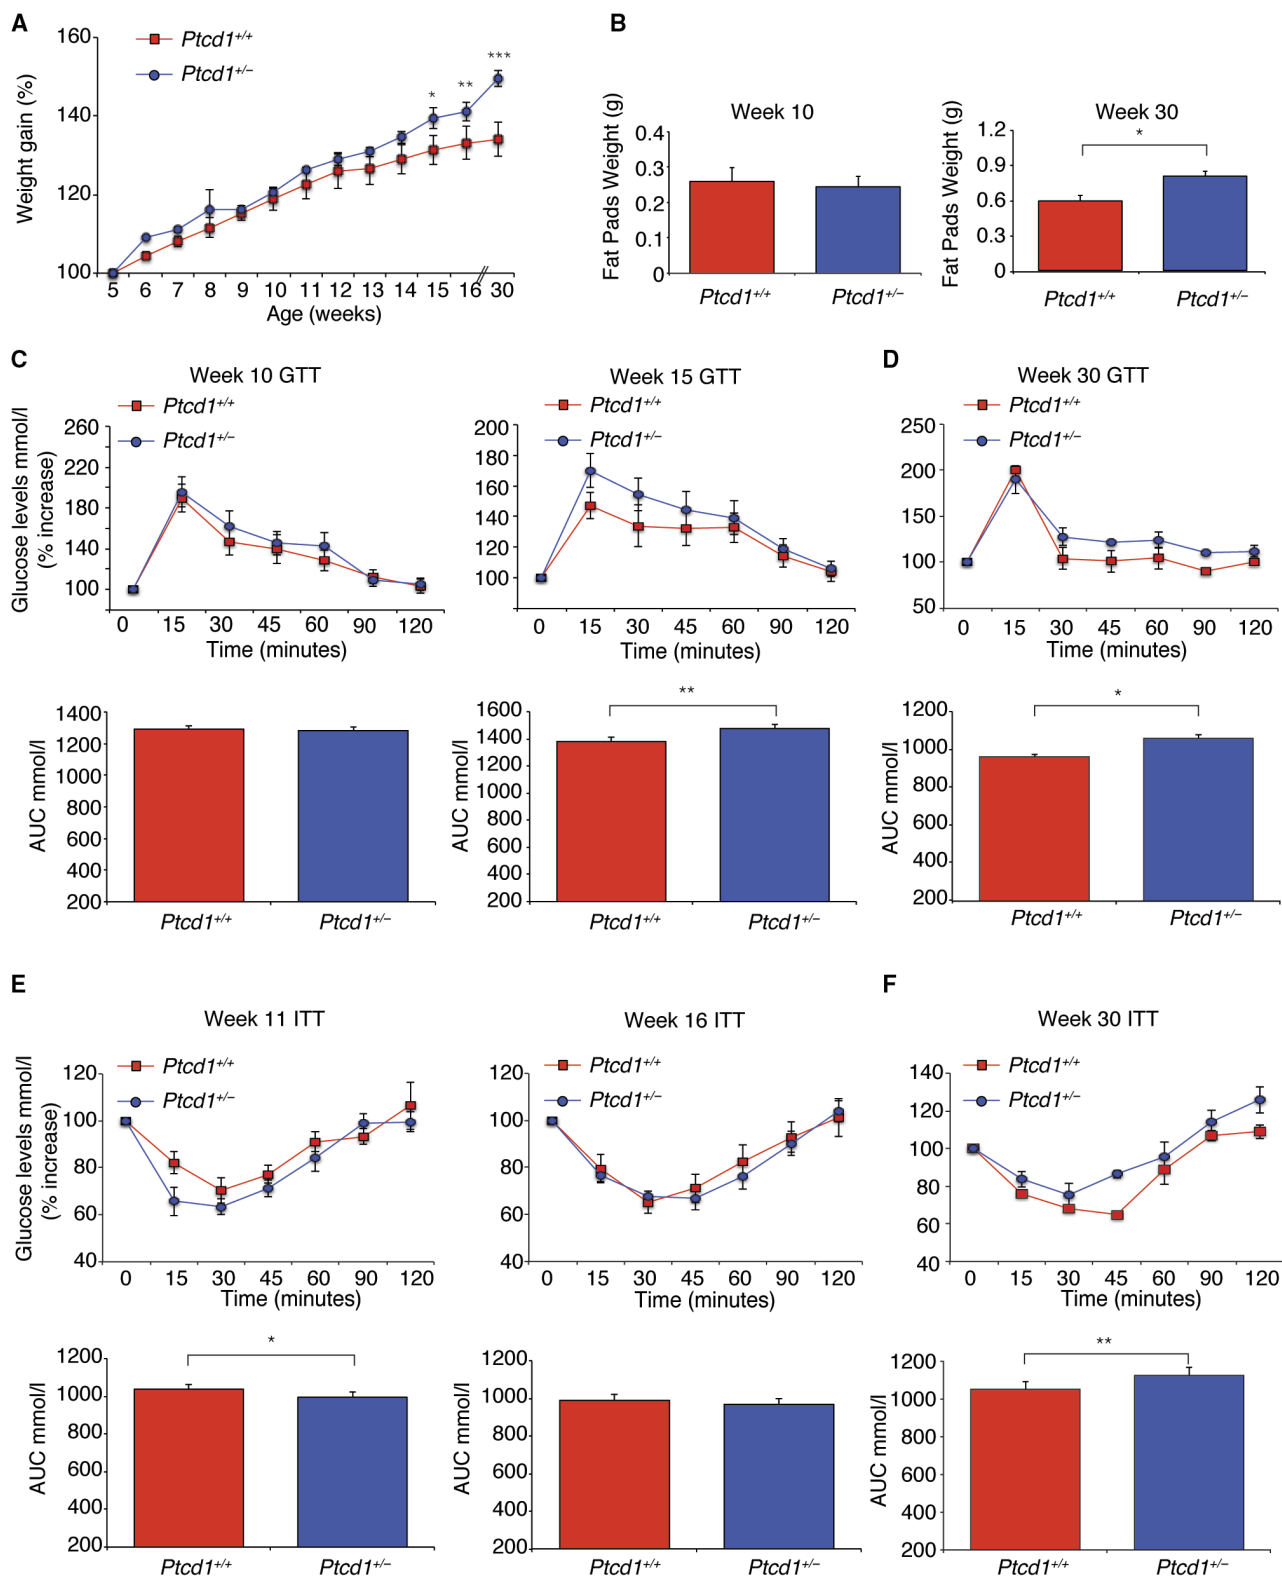 A
Ptcd1+/+
Ptcd1+/–
Weight gain (%)
160
140
120
100
* ** ***
5 6 7 8 9 10 11 12 13 14 15 16 30
Age (weeks)
B
Week 10
Fat Pads Weight (g)
0.4
0.3
0.2
0.1
0
Ptcd1+/+ Ptcd1+/–
Week 30
Fat Pads Weight (g)
1.2
0.9
0.6
0.3
0
*
Ptcd1+/+ Ptcd1+/–
C
Week 10 GTT
Ptcd1+/+
Ptcd1+/–
Glucose levels mmol/l
(% increase)
260
220
180
140
100
0 15 30 45 60 90 120
Time (minutes)
Week 15 GTT
Ptcd1+/+
Ptcd1+/–
200
180
160
140
120
100
0 15 30 45 60 90 120
Time (minutes)
D
Week 30 GTT
Ptcd1+/+
Ptcd1+/–
250
200
150
100
50
0 15 30 45 60 90 120
Time (minutes)
AUC mmol/l
1400
1200
1000
800
600
400
200
Ptcd1+/+ Ptcd1+/–
AUC mmol/l
1600
1400
1200
1000
800
600
400
200
**
Ptcd1+/+ Ptcd1+/–
AUC mmol/l
1200
1000
800
600
400
200
*
Ptcd1+/+ Ptcd1+/–
E
Week 11 ITT
Ptcd1+/+
Ptcd1+/–
Glucose levels mmol/l
(% increase)
120
100
80
60
40
0 15 30 45 60 90 120
Time (minutes)
Week 16 ITT
Ptcd1+/+
Ptcd1+/–
120
100
80
60
40
0 15 30 45 60 90 120
Time (minutes)
F
Week 30 ITT
Ptcd1+/+
Ptcd1+/–
140
120
100
80
60
40
0 15 30 45 60 90 120
Time (minutes)
AUC mmol/l
1200
1000
800
600
400
200
*
Ptcd1+/+ Ptcd1+/–
1200
1000
800
600
400
200
Ptcd1+/+ Ptcd1+/–
AUC mmol/l
1200
1000
800
600
400
200
**
Ptcd1+/+ Ptcd1+/–